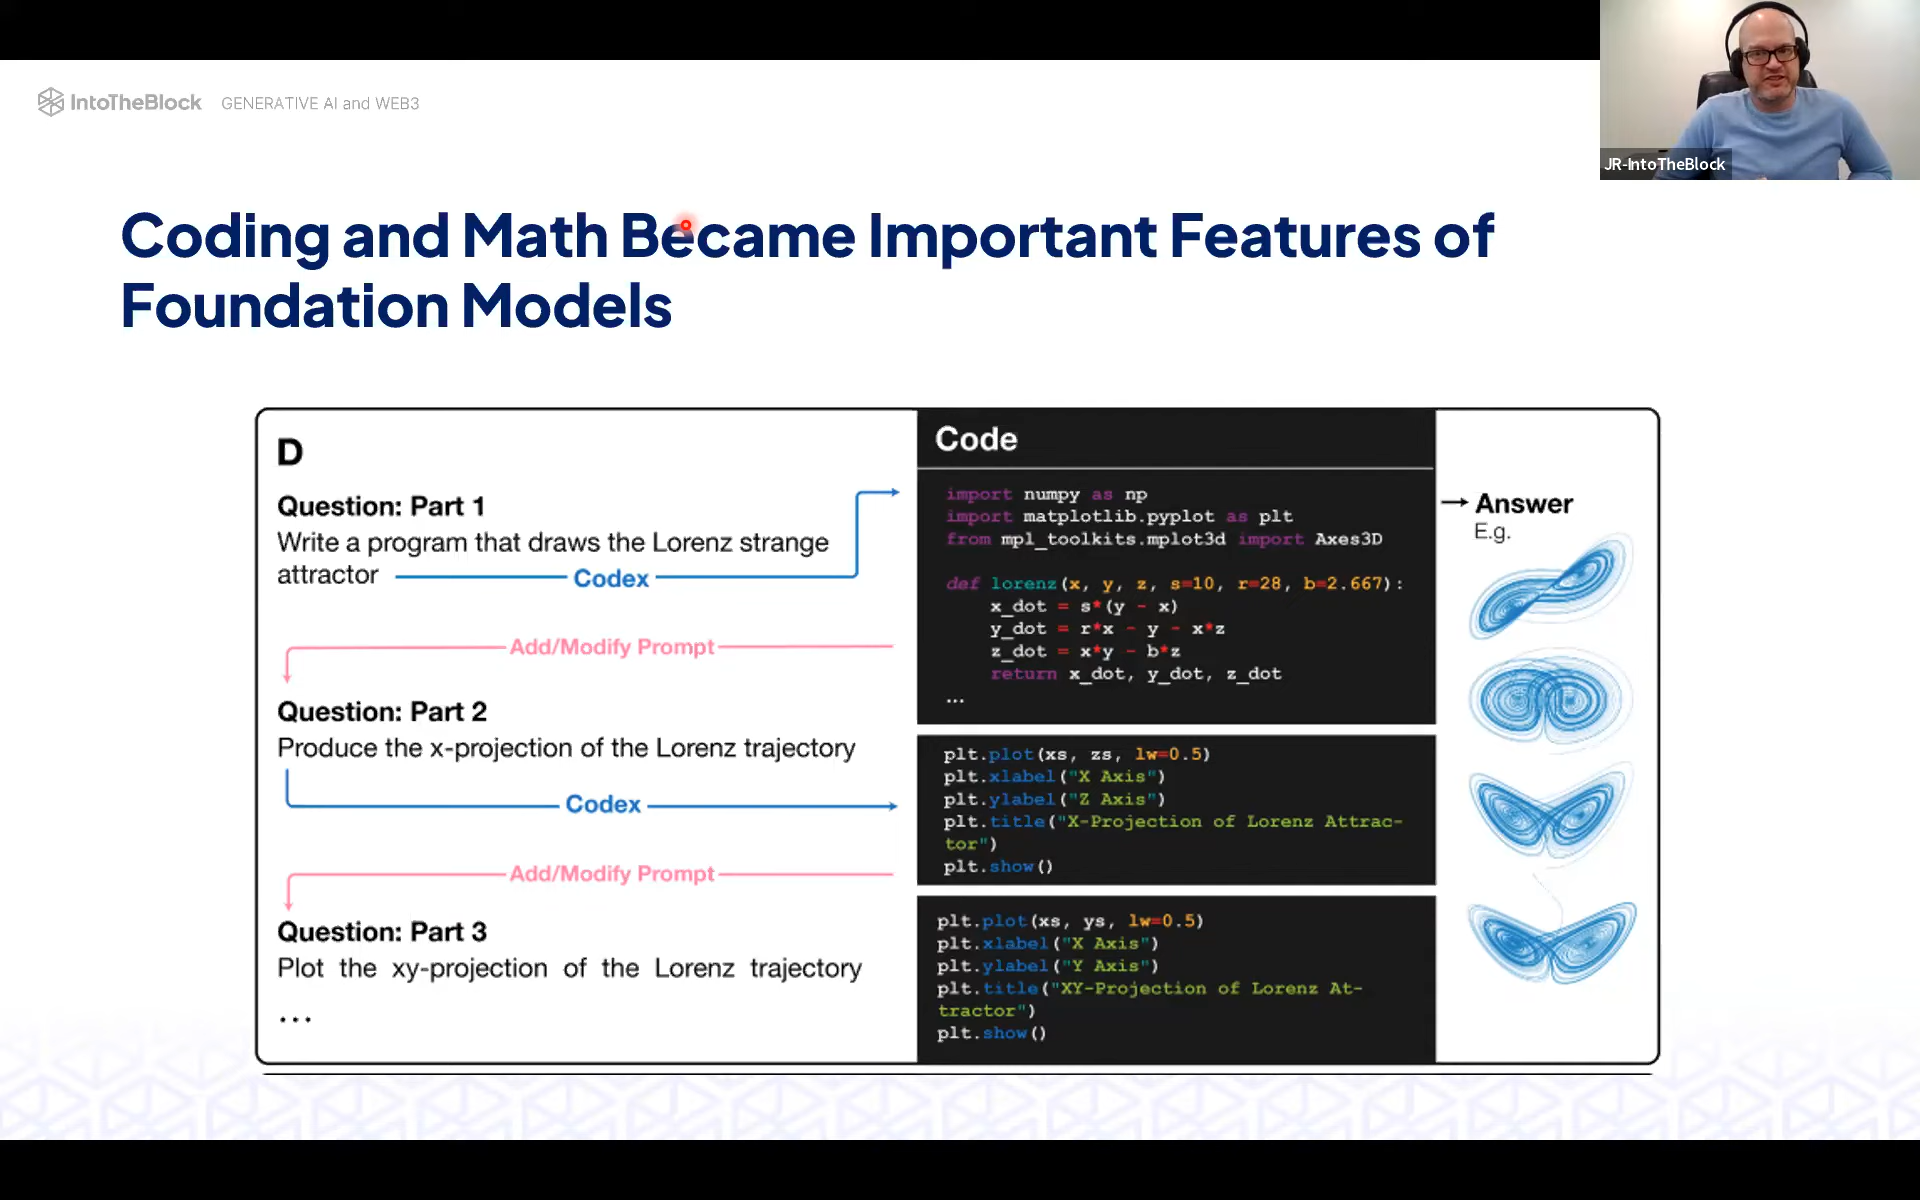 IntoTheBlock GENERATIVE AI and WEB3
JR-IntoTheBlock
Coding and Math Became Important Features of
Foundation Models
D
Question: Part 1
Write a program that draws the Lorenz strange
attractor
Codex
Add/Modify Prompt
Question: Part 2
Produce the x-projection of the Lorenz trajectory
Codex
Add/Modify Prompt
Question: Part 3
Plot the xy-projection of the Lorenz trajectory
...
Code
import numpy as np
import matplotlib.pyplot as plt
from mpl_toolkits.mplot3d import Axes3D
def lorenz(x, y, z, s=10, r=28, b=2.667):
x_dot = s*(y - x)
y_dot = r*x - y - x*z
z_dot = x*y - b*z
return x_dot, y_dot, z_dot
...
plt.plot(xs, zs, lw=0.5)
plt.xlabel("X Axis")
plt.ylabel("Z Axis")
plt.title("X-Projection of Lorenz Attrac-
tor")
plt.show()
plt.plot(xs, ys, lw=0.5)
plt.xlabel("X Axis")
plt.ylabel("Y Axis")
plt.title("XY-Projection of Lorenz At-
tractor")
plt.show()
Answer
E.g.